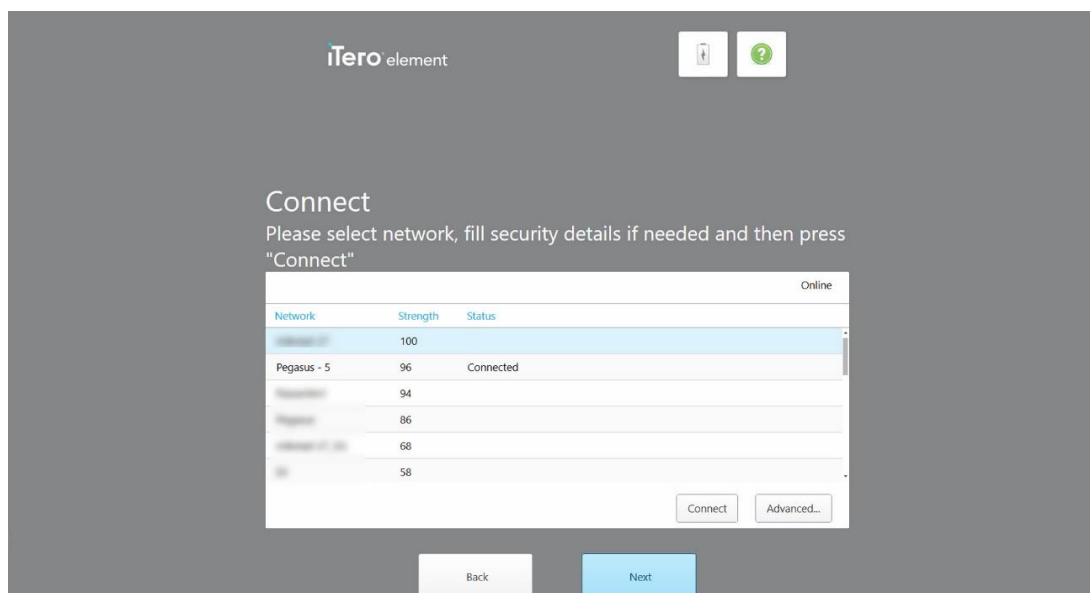 iTero element
Connect
Please select network, fill security details if needed and then press
"Connect"
Online
Network Strength Status
100
Pegasus - 5 96 Connected
94
86
68
58
Connect Advanced...
Back Next